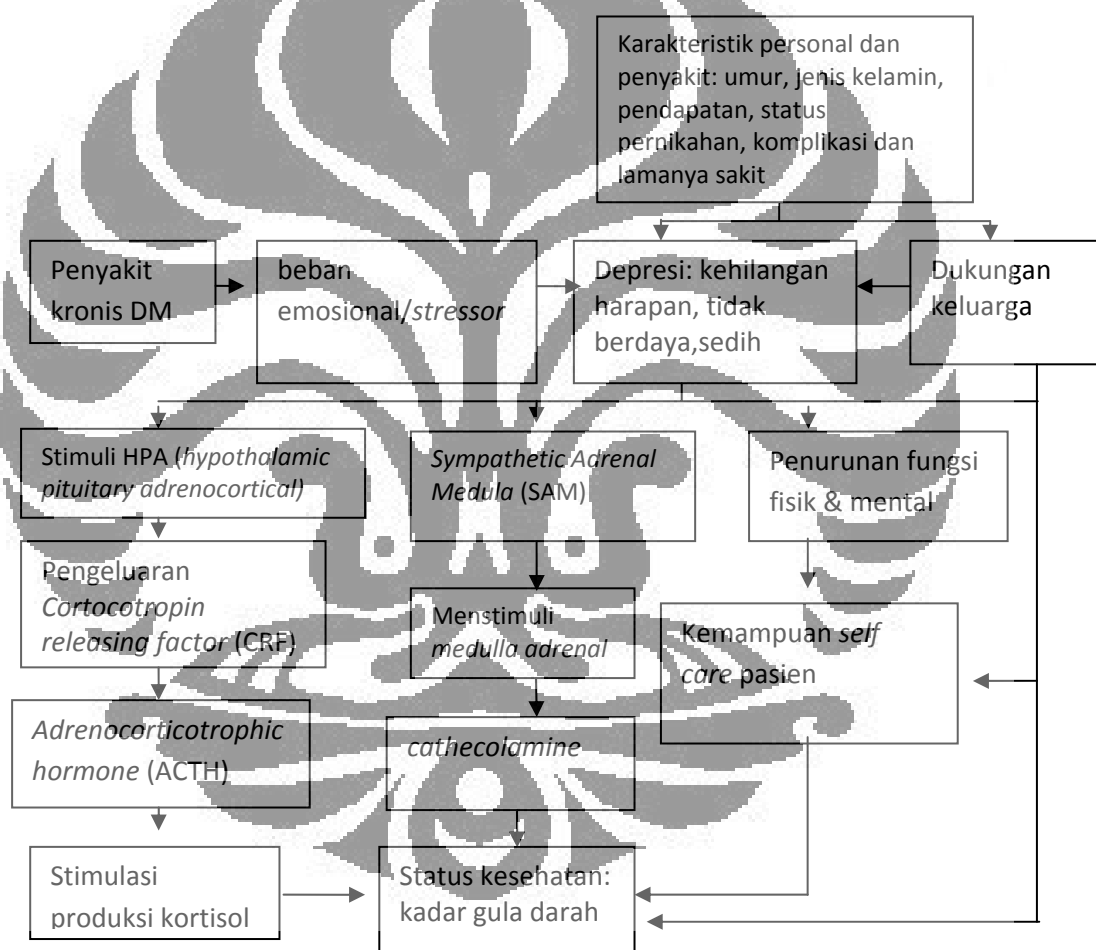 Karakteristik personal dan
penyakit: umur, jenis kelamin,
pendapatan, status
pernikahan, komplikasi dan
lamanya sakit
Penyakit
kronis DM
beban
emosional/stressor
Depresi: kehilangan
harapan, tidak
berdaya,sedih
Dukungan
keluarga
Stimuli HPA (hypothalamic
pituitary adrenocortical)
Sympathetic Adrenal
Medula (SAM)
Penurunan fungsi
fisik & mental
Pengeluaran
Cortocotropin
releasing factor (CRF)
Menstimuli
medulla adrenal
Kemampuan self
care pasien
Adrenocorticotrophic
hormone (ACTH)
cathecolamine
Stimulasi
produksi kortisol
Status kesehatan:
kadar gula darah